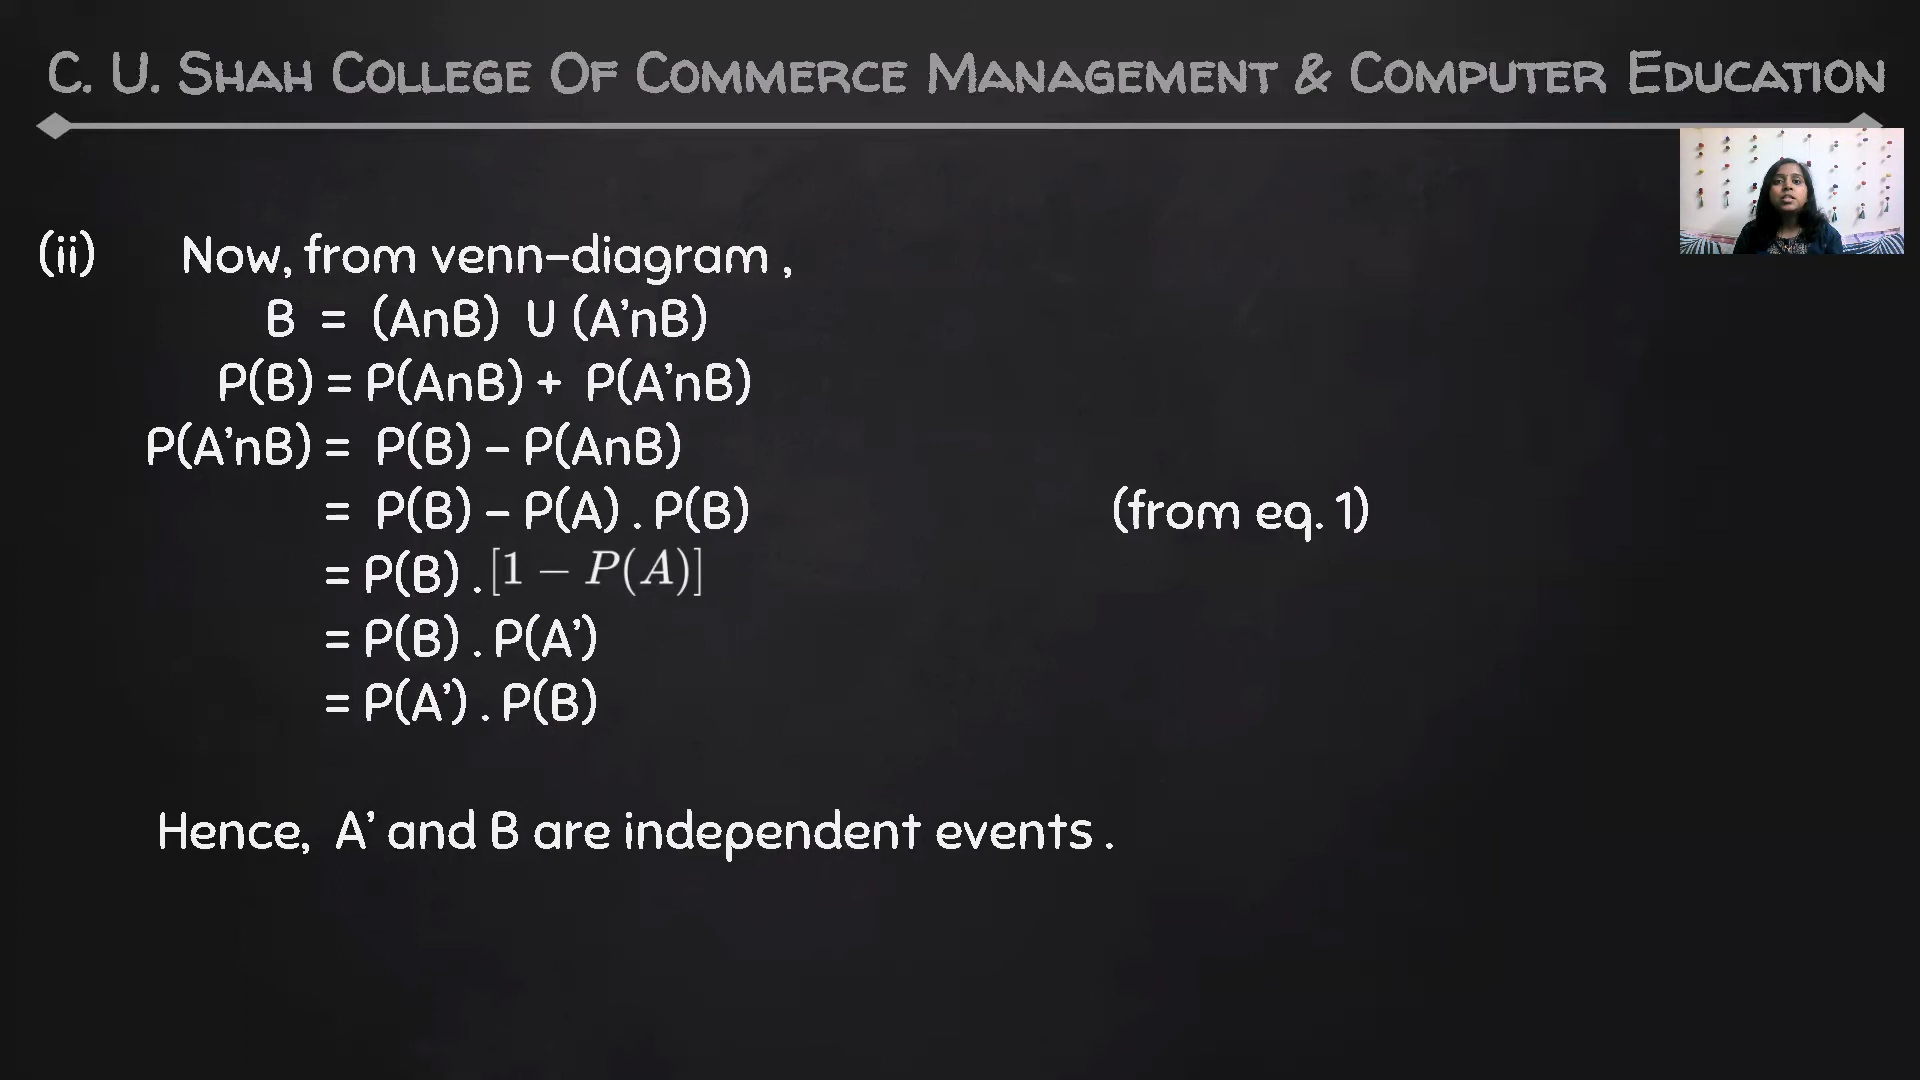 C. U. Shah College Of Commerce Management & Computer Education
(ii) Now, from venn-diagram ,
B = (AnB) U (A’nB)
P(B) = P(AnB) + P(A’nB)
P(A’nB) = P(B) - P(AnB)
= P(B) - P(A) . P(B) (from eq. 1)
= P(B) . [1 − P(A)]
= P(B) . P(A’)
= P(A’) . P(B)
Hence, A’ and B are independent events .